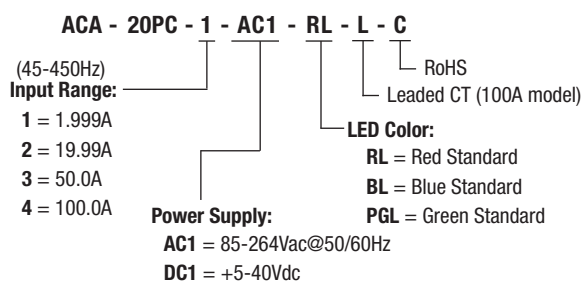 ACA - 20PC - 1 - AC1 - RL - L - C
(45-450Hz)
Input Range:
1 = 1.999A
2 = 19.99A
3 = 50.0A
4 = 100.0A
Power Supply:
AC1 = 85-264Vac@50/60Hz
DC1 = +5-40Vdc
LED Color:
RL = Red Standard
BL = Blue Standard
PGL = Green Standard
Leaded CT (100A model)
RoHS